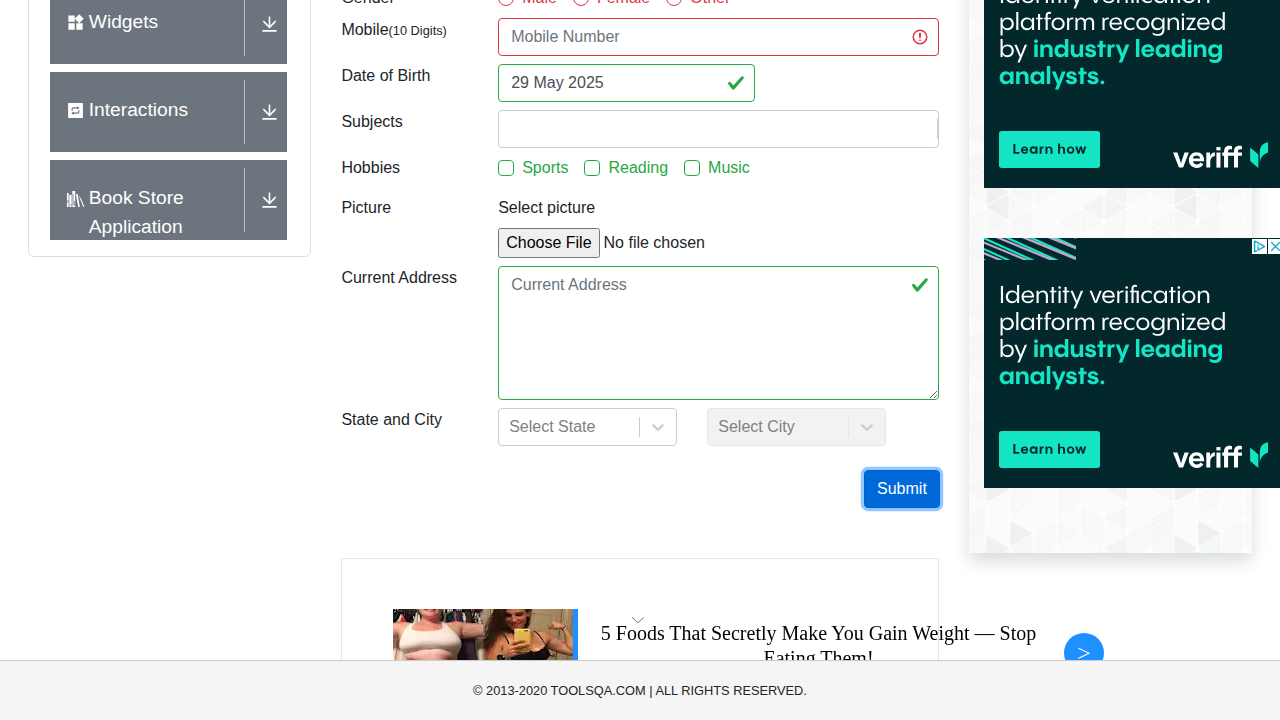 Widgets
Interactions
Book Store
Application
Gender
Male
Female
Other
Mobile(10 Digits)
Mobile Number
Date of Birth
29 May 2025
Subjects
Hobbies
Sports
Reading
Music
Picture
Select picture
Choose File No file chosen
Current Address
Current Address
State and City
Select State
Select City
Submit
Identity verification
platform recognized
by industry leading
analysts.
Learn how
veriff
Identity verification
platform recognized
by industry leading
analysts.
Learn how
veriff
5 Foods That Secretly Make You Gain Weight — Stop
Eating Them!
>
© 2013-2020 TOOLSQA.COM | ALL RIGHTS RESERVED.